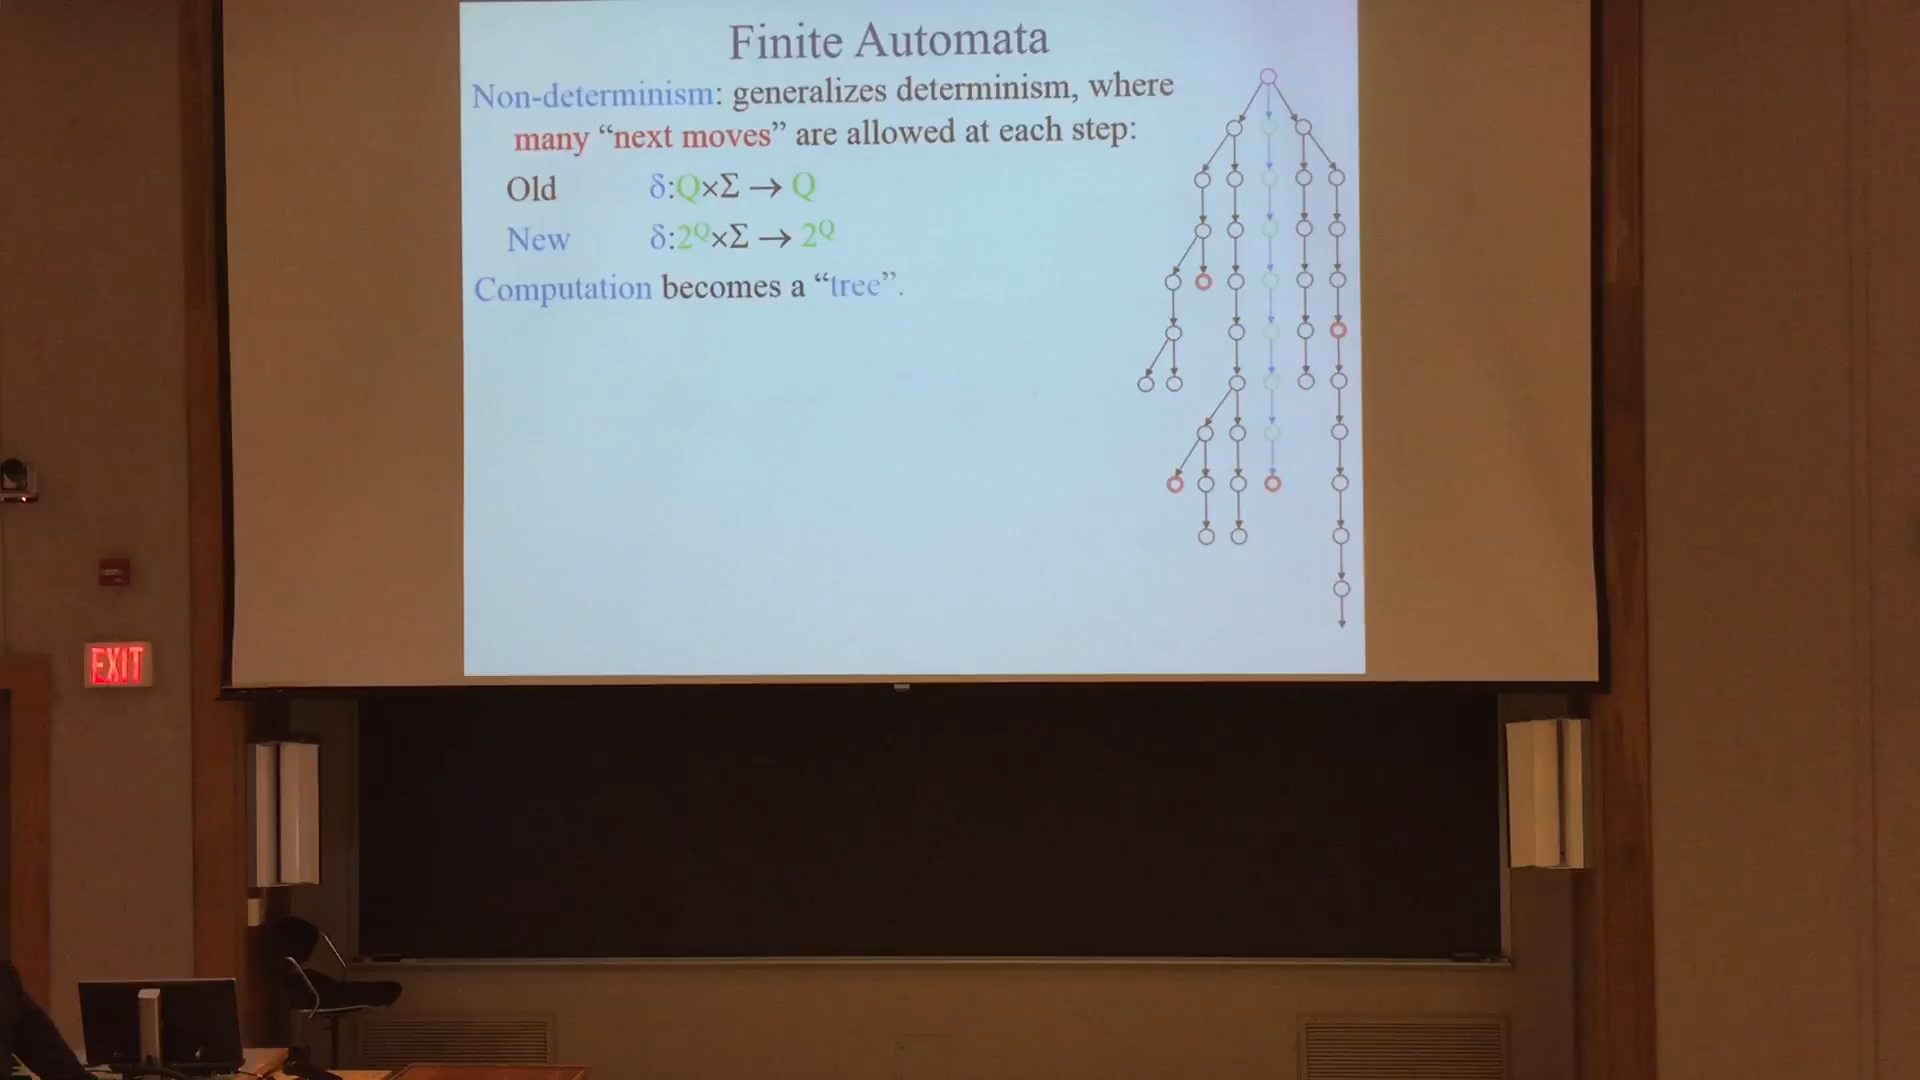 Finite Automata
Non-determinism: generalizes determinism, where
many “next moves” are allowed at each step:
Old δ:Q×Σ → Q
New δ:2^Q×Σ → 2^Q
Computation becomes a “tree”.
EXIT